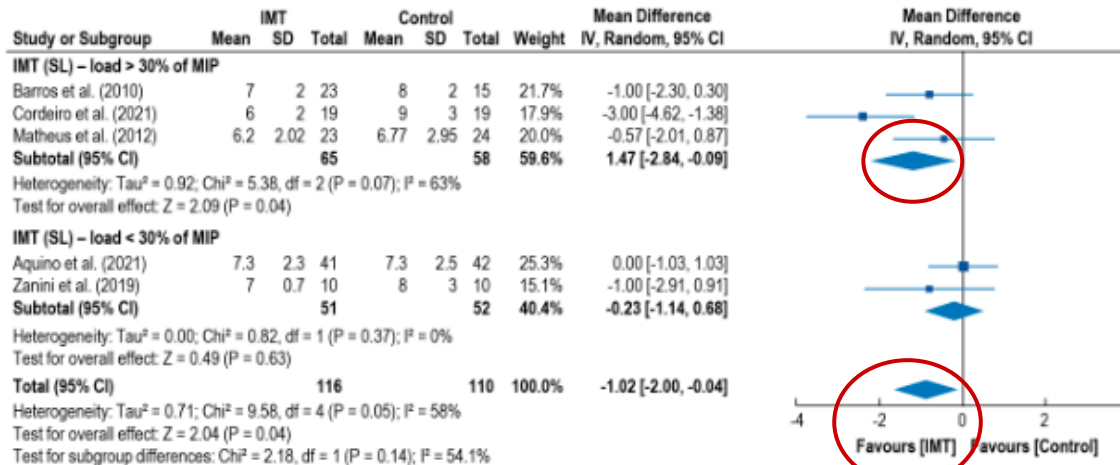 IMT Control Mean Difference Mean Difference
Study or Subgroup Mean SD Total Mean SD Total Weight IV, Random, 95% CI IV, Random, 95% CI
IMT (SL) – load > 30% of MIP
Barros et al. (2010) 7 2 23 8 2 15 21.7% -1.00 [-2.30, 0.30]
Cordeiro et al. (2021) 6 2 19 9 3 19 17.9% -3.00 [-4.62, -1.38]
Matheus et al. (2012) 6.2 2.02 23 6.77 2.95 24 20.0% -0.57 [-2.01, 0.87]
Subtotal (95% CI) 65 58 59.6% 1.47 [-2.84, -0.09]
Heterogeneity: Tau² = 0.92; Chi² = 5.38, df = 2 (P = 0.07); I² = 63%
Test for overall effect: Z = 2.09 (P = 0.04)
IMT (SL) – load < 30% of MIP
Aquino et al. (2021) 7.3 2.3 41 7.3 2.5 42 25.3% 0.00 [-1.03, 1.03]
Zanini et al. (2019) 7 0.7 10 8 3 10 15.1% -1.00 [-2.91, 0.91]
Subtotal (95% CI) 51 52 40.4% -0.23 [-1.14, 0.68]
Heterogeneity: Tau² = 0.00; Chi² = 0.82, df = 1 (P = 0.37); I² = 0%
Test for overall effect: Z = 0.49 (P = 0.63)
Total (95% CI) 116 110 100.0% -1.02 [-2.00, -0.04]
Heterogeneity: Tau² = 0.71; Chi² = 9.58, df = 4 (P = 0.05); I² = 58%
-4 -2 0 2
Test for overall effect: Z = 2.04 (P = 0.04)
Favours [IMT] Favours [Control]
Test for subgroup differences: Chi² = 2.18, df = 1 (P = 0.14); I² = 54.1%